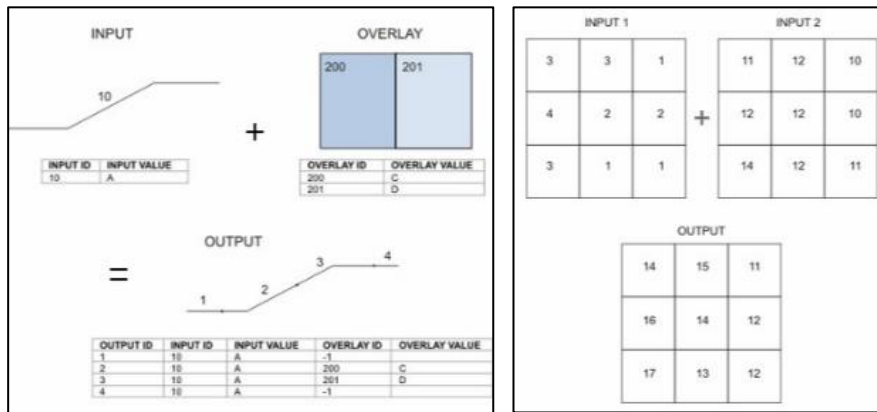 INPUT
OVERLAY
10
200 201
+
INPUT ID INPUT VALUE
10 A
OVERLAY ID OVERLAY VALUE
200 C
201 D
OUTPUT
=
1 2 3 4
OUTPUT ID INPUT ID INPUT VALUE OVERLAY ID OVERLAY VALUE
1 10 A -1
2 10 A 200 C
3 10 A 201 D
4 10 A -1
INPUT 1
3 3 1
4 2 2
3 1 1
+
INPUT 2
11 12 10
12 12 10
14 12 11
OUTPUT
14 15 11
16 14 12
17 13 12